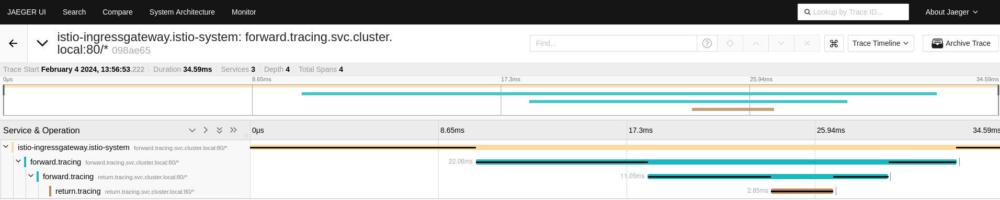 JAEGER UI Search Compare System Architecture Monitor Lookup by Trace ID... About Jaeger
istio-ingressgateway.istio-system: forward.tracing.svc.cluster.
local:80/* 098ae65
Find... ? ⌘ Trace Timeline Archive Trace
Trace Start February 4 2024, 13:56:53.222 Duration 34.59ms Services 3 Depth 4 Total Spans 4
0μs 8.65ms 17.3ms 25.94ms 34.59ms
Service & Operation 0μs 8.65ms 17.3ms 25.94ms 34.59ms
istio-ingressgateway.istio-system forward.tracing.svc.cluster.local:80/*
forward.tracing forward.tracing.svc.cluster.local:80/* 22.06ms
forward.tracing return.tracing.svc.cluster.local:80/* 11.05ms
return.tracing return.tracing.svc.cluster.local:80/* 2.85ms